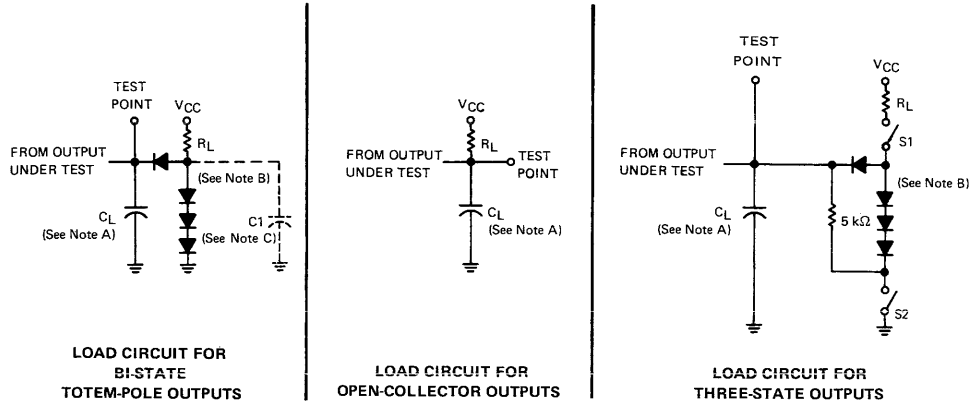 TEST
POINT
VCC
RL
FROM OUTPUT
UNDER TEST
(See Note B)
CL
(See Note A)
C1
(See Note C)
LOAD CIRCUIT FOR
BI-STATE
TOTEM-POLE OUTPUTS
VCC
RL
FROM OUTPUT
UNDER TEST
TEST
POINT
CL
(See Note A)
LOAD CIRCUIT FOR
OPEN-COLLECTOR OUTPUTS
TEST
POINT
VCC
RL
S1
FROM OUTPUT
UNDER TEST
(See Note B)
CL
(See Note A)
5 kΩ
S2
LOAD CIRCUIT FOR
THREE-STATE OUTPUTS